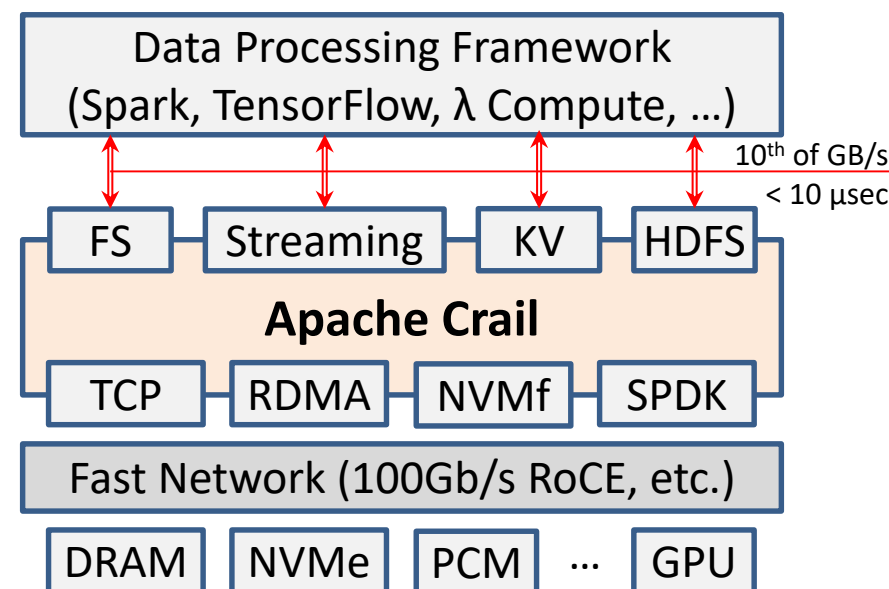 Data Processing Framework
(Spark, TensorFlow, λ Compute, …)
10th of GB/s
< 10 μsec
FS Streaming KV HDFS
Apache Crail
TCP RDMA NVMf SPDK
Fast Network (100Gb/s RoCE, etc.)
DRAM NVMe PCM … GPU